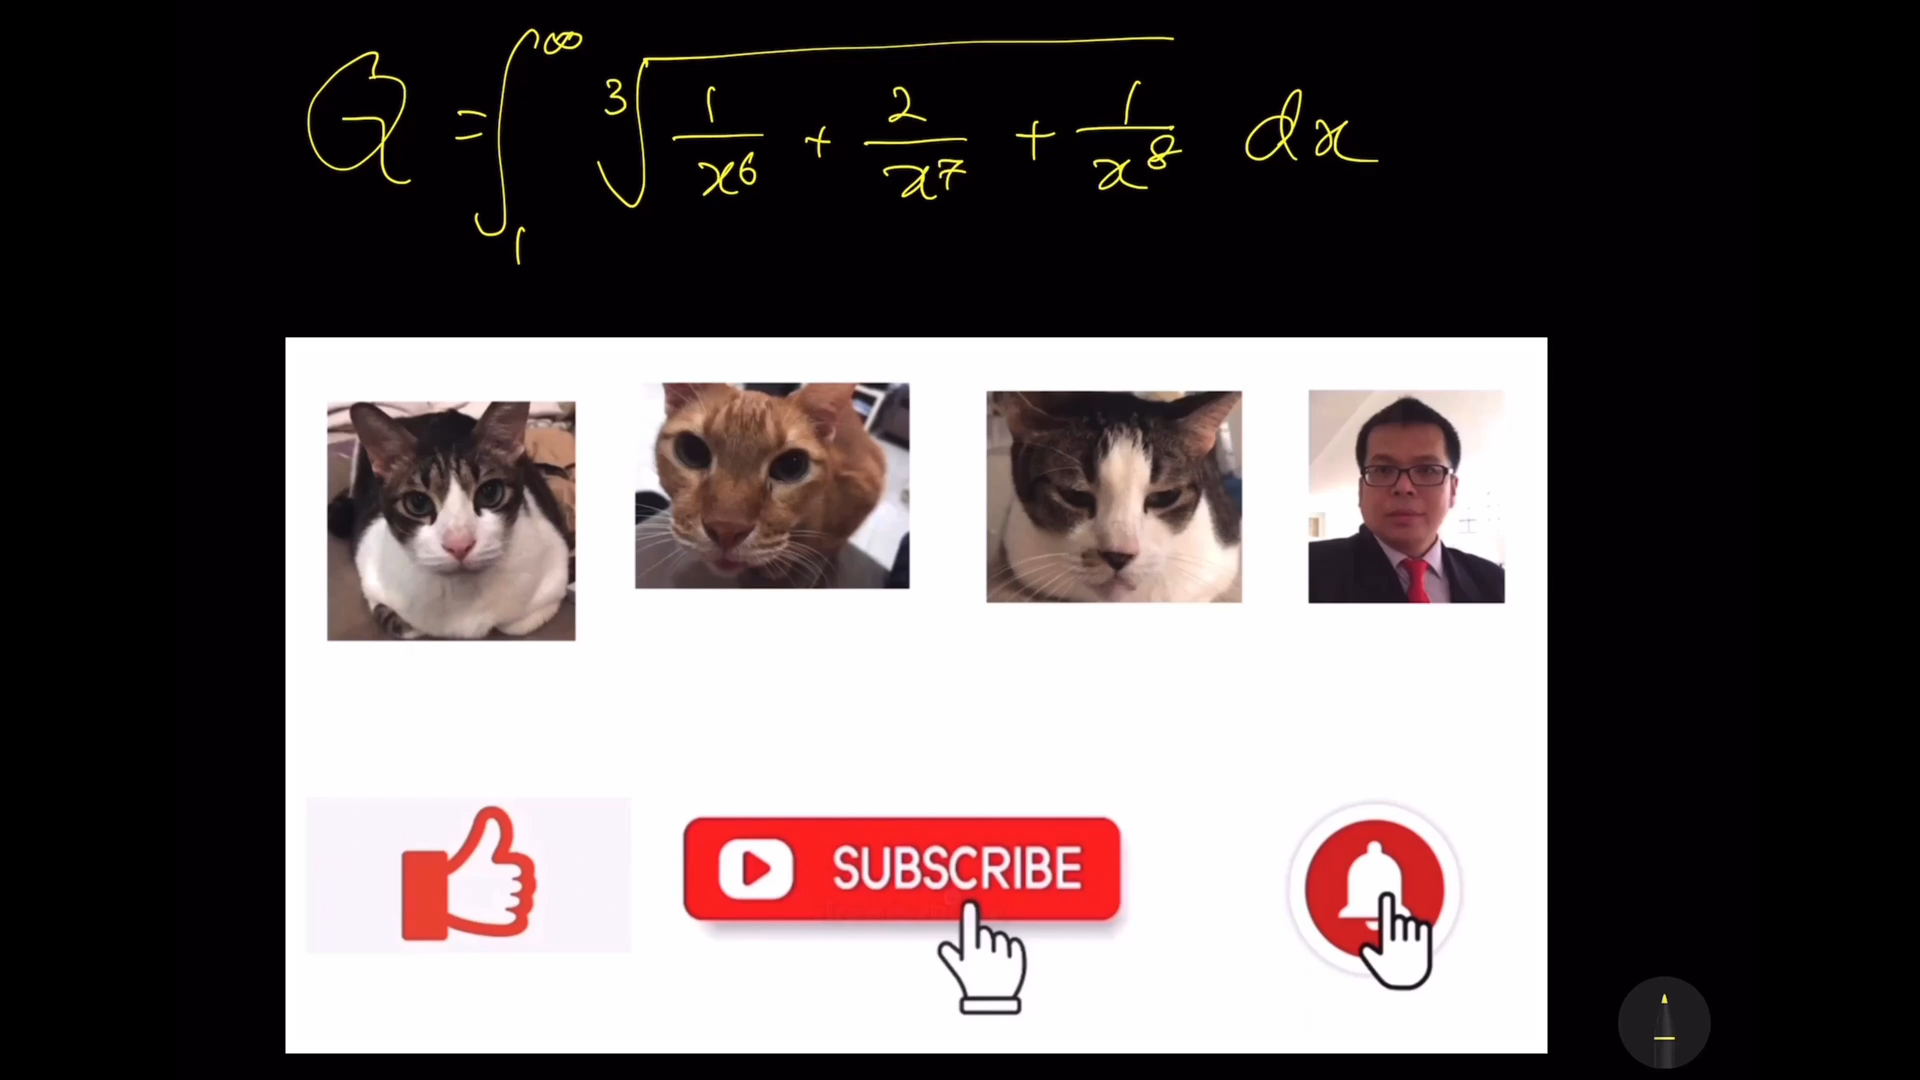 G = ∫₁^∞ ∛(1/x⁶ + 2/x⁷ + 1/x⁸) dx
SUBSCRIBE